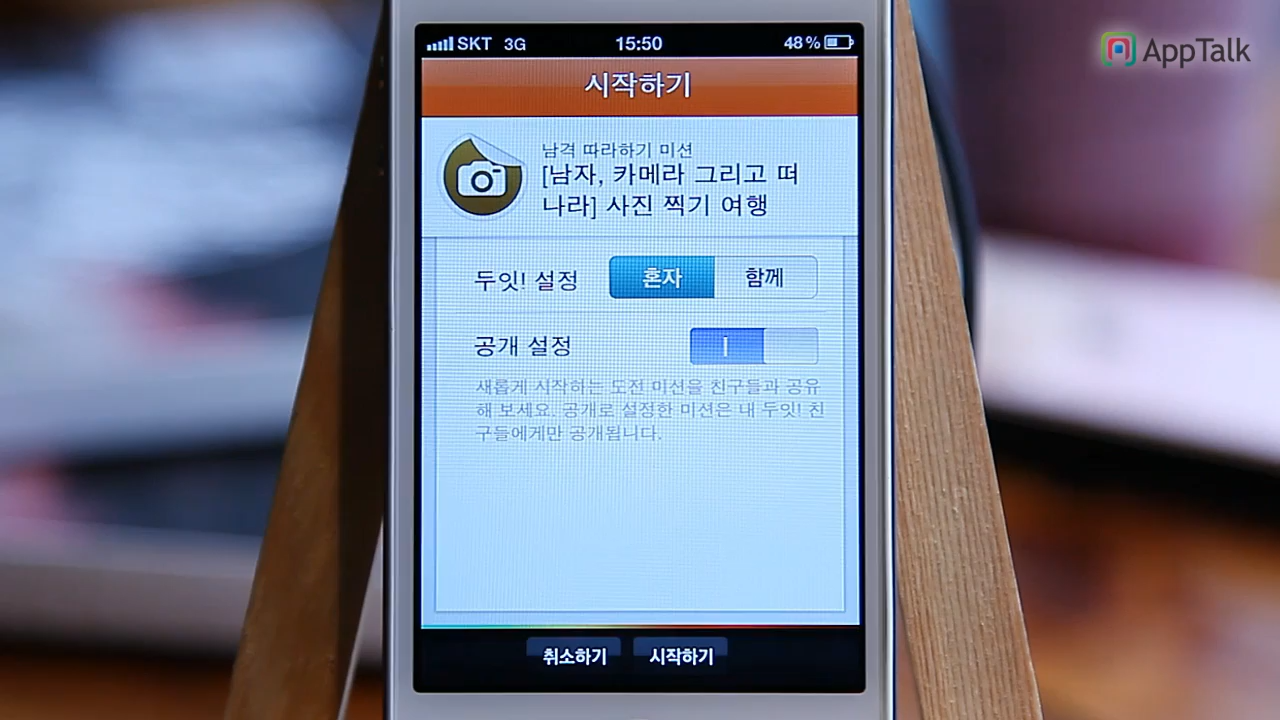 SKT 3G 15:50 48%
AppTalk
시작하기
남격 따라하기 미션
[남자, 카메라 그리고 떠
나라] 사진 찍기 여행
두잇! 설정 혼자 함께
공개 설정
새롭게 시작하는 도전 미션을 친구들과 공유
해 보세요. 공개로 설정한 미션은 내 두잇! 친
구들에게만 공개됩니다.
취소하기 시작하기